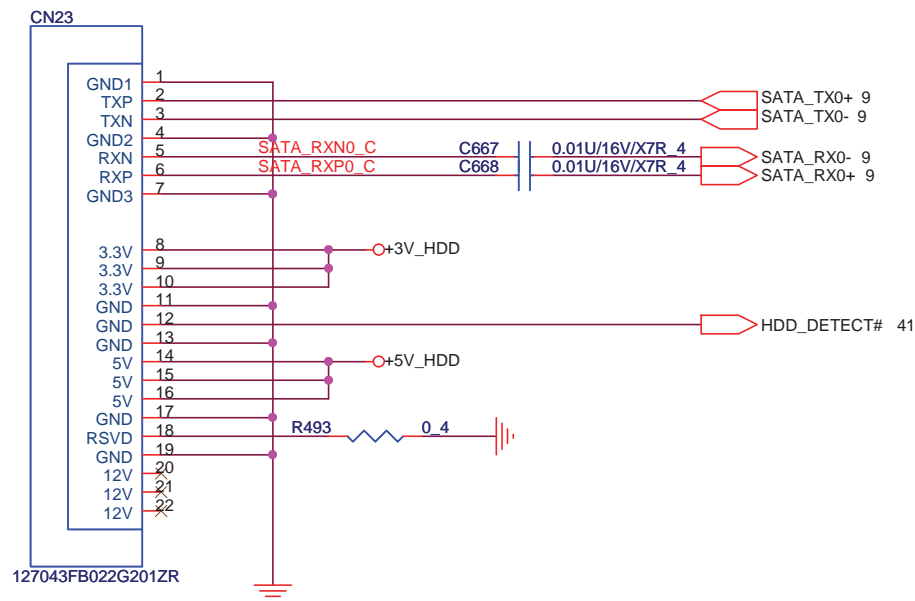 CN23
GND1 1
TXP 2 SATA_TX0+ 9
TXN 3 SATA_TX0- 9
GND2 4
RXN 5 SATA_RXN0_C C667 0.01U/16V/X7R_4 SATA_RX0- 9
RXP 6 SATA_RXP0_C C668 0.01U/16V/X7R_4 SATA_RX0+ 9
GND3 7
3.3V 8 +3V_HDD
3.3V 9
3.3V 10
GND 11
GND 12 HDD_DETECT# 41
GND 13
5V 14 +5V_HDD
5V 15
5V 16
GND 17
RSVD 18 R493 0_4
GND 19
12V 20
12V 21
12V 22
127043FB022G201ZR